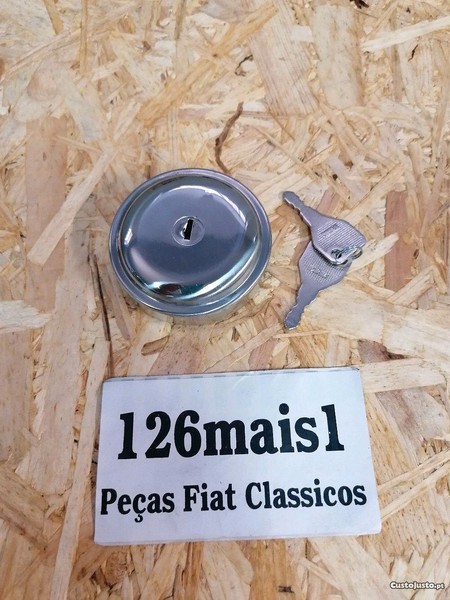 126mais1
Peças Fiat Classicos
CustoJusto.pt